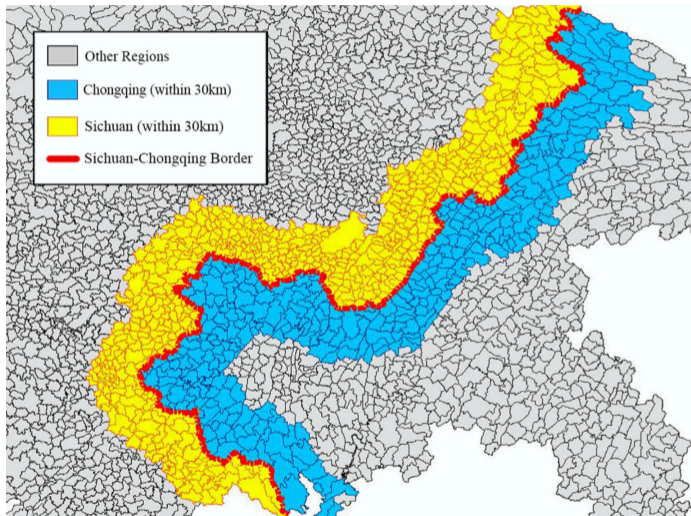 Other Regions
Chongqing (within 30km)
Sichuan (within 30km)
Sichuan-Chongqing Border